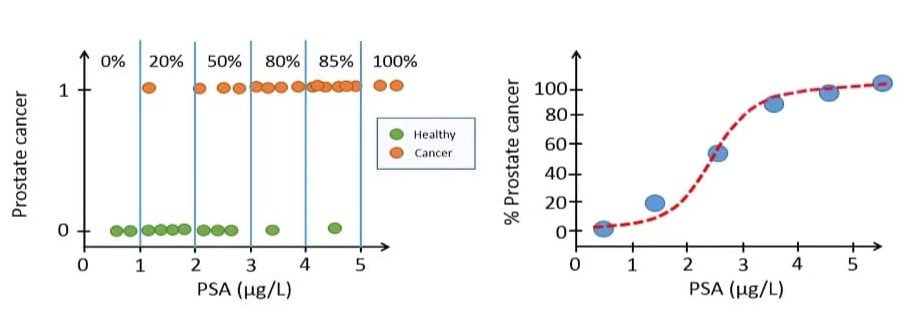 0% 20% 50% 80% 85% 100%
1
Prostate cancer
Healthy
Cancer
0
0 1 2 3 4 5
PSA (µg/L)
% Prostate cancer
100
80
60
40
20
0
0 1 2 3 4 5
PSA (µg/L)